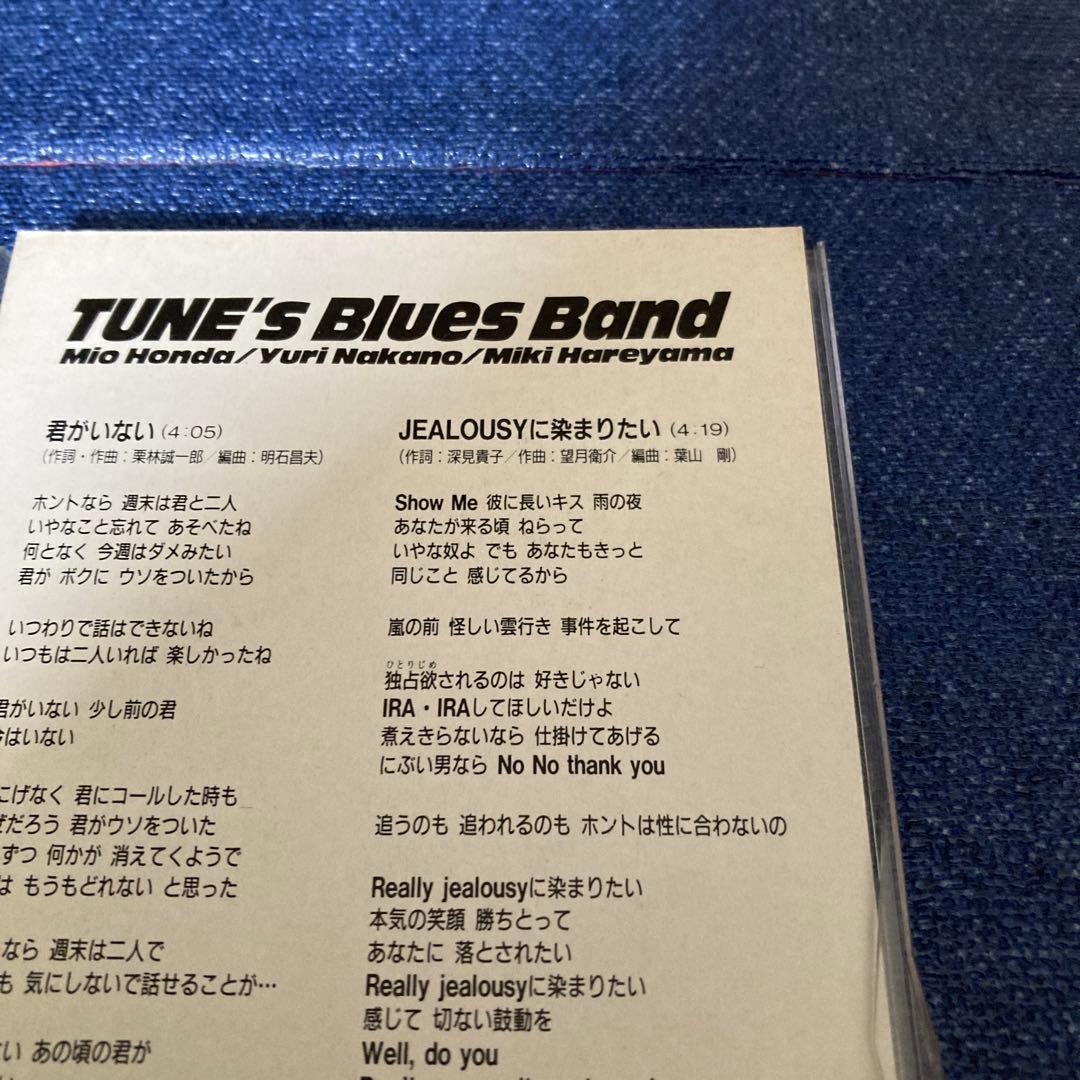 TUNE's Blues Band
Mio Honda/Yuri Nakano/Miki Hareyama
君がいない (4:05)
(作詞・作曲:栗林誠一郎/編曲:明石昌夫)
ホントなら 週末は君と二人
いやなこと忘れて あそべたね
何となく 今週はダメみたい
君が ボクに ウソをついたから
いつわりで話はできないね
いつもは二人いれば 楽しかったね
君がいない 少し前の君
はいない
にげなく 君にコールした時も
ぜだろう 君がウソをついた
ずつ 何かが 消えてくようで
は もうもどれない と思った
なら 週末は二人で
も 気にしないで話せることが…
い あの頃の君が
JEALOUSYに染まりたい (4:19)
(作詞:深見貴子/作曲:望月衛介/編曲:葉山 剛)
Show Me 彼に長いキス 雨の夜
あなたが来る頃 ねらって
いやな奴よ でも あなたもきっと
同じこと 感じてるから
嵐の前 怪しい雲行き 事件を起こして
ひとりじめ
独占欲されるのは 好きじゃない
IRA・IRAしてほしいだけよ
煮えきらないなら 仕掛けてあげる
にぶい男なら No No thank you
追うのも 追われるのも ホントは性に合わないの
Really jealousyに染まりたい
本気の笑顔 勝ちとって
あなたに 落とされたい
Really jealousyに染まりたい
感じて 切ない鼓動を
Well, do you